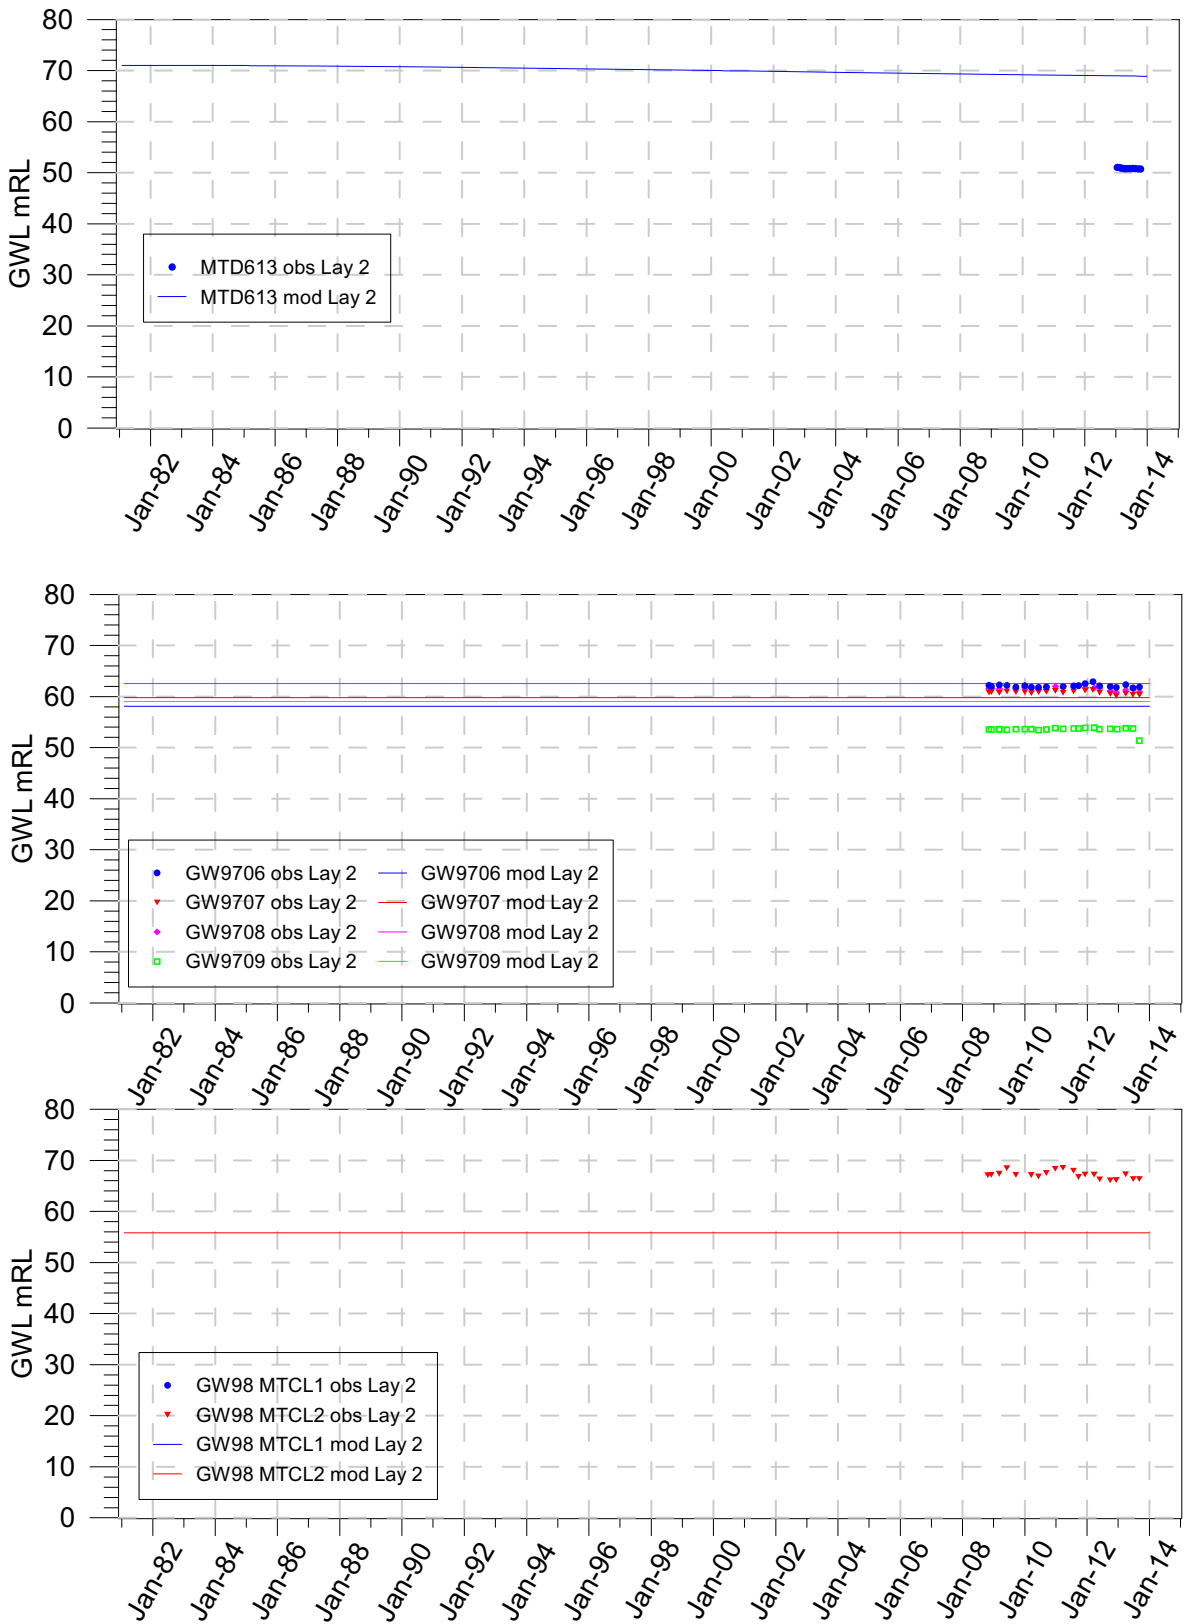 80
70
60
50
40
30
20
10
0
GWL mRL
MTD613 obs Lay 2
MTD613 mod Lay 2
Jan-82 Jan-84 Jan-86 Jan-88 Jan-90 Jan-92 Jan-94 Jan-96 Jan-98 Jan-00 Jan-02 Jan-04 Jan-06 Jan-08 Jan-10 Jan-12 Jan-14
80
70
60
50
40
30
20
10
0
GWL mRL
GW9706 obs Lay 2 GW9706 mod Lay 2
GW9707 obs Lay 2 GW9707 mod Lay 2
GW9708 obs Lay 2 GW9708 mod Lay 2
GW9709 obs Lay 2 GW9709 mod Lay 2
Jan-82 Jan-84 Jan-86 Jan-88 Jan-90 Jan-92 Jan-94 Jan-96 Jan-98 Jan-00 Jan-02 Jan-04 Jan-06 Jan-08 Jan-10 Jan-12 Jan-14
80
70
60
50
40
30
20
10
0
GWL mRL
GW98 MTCL1 obs Lay 2
GW98 MTCL2 obs Lay 2
GW98 MTCL1 mod Lay 2
GW98 MTCL2 mod Lay 2
Jan-82 Jan-84 Jan-86 Jan-88 Jan-90 Jan-92 Jan-94 Jan-96 Jan-98 Jan-00 Jan-02 Jan-04 Jan-06 Jan-08 Jan-10 Jan-12 Jan-14